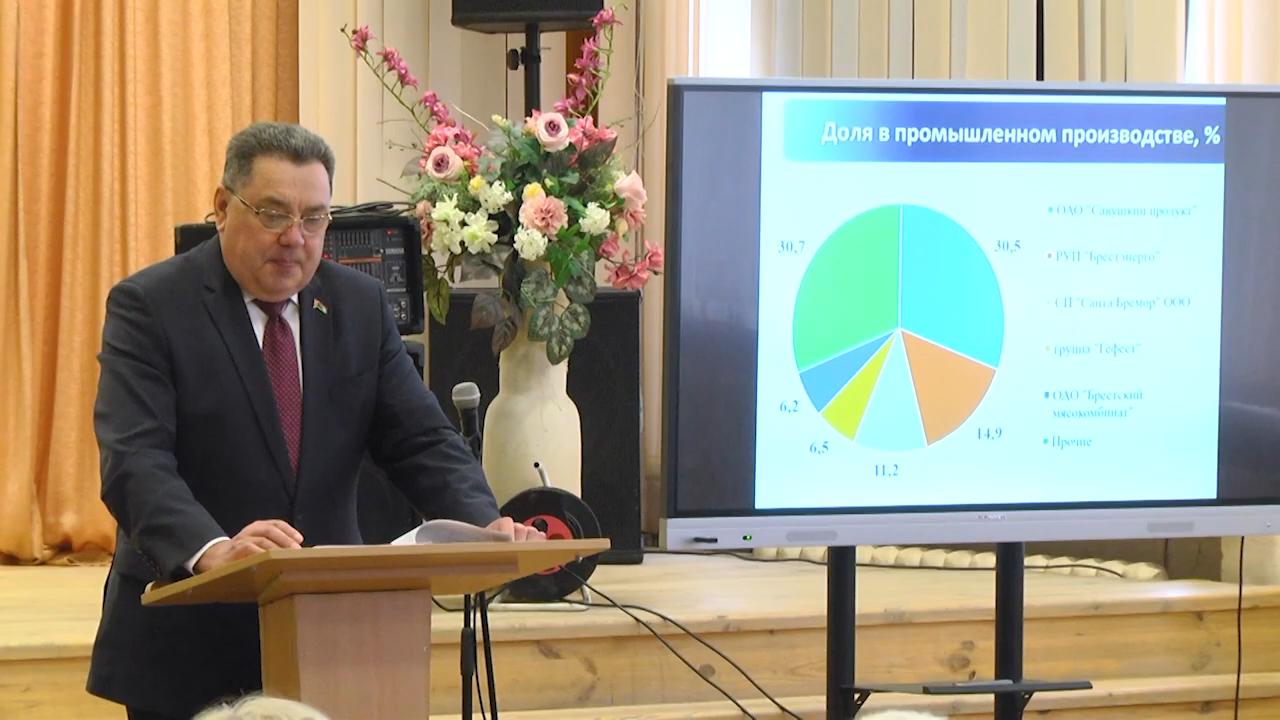 Доля в промышленном производстве, %
30,7
30,5
6,2
6,5
11,2
14,9
ОАО "Савушкин продукт"
РУП "Брестэнерго"
СП "Санта Бремор" ООО
группа "Гефест"
ОАО "Брестский
мясокомбинат"
Прочие